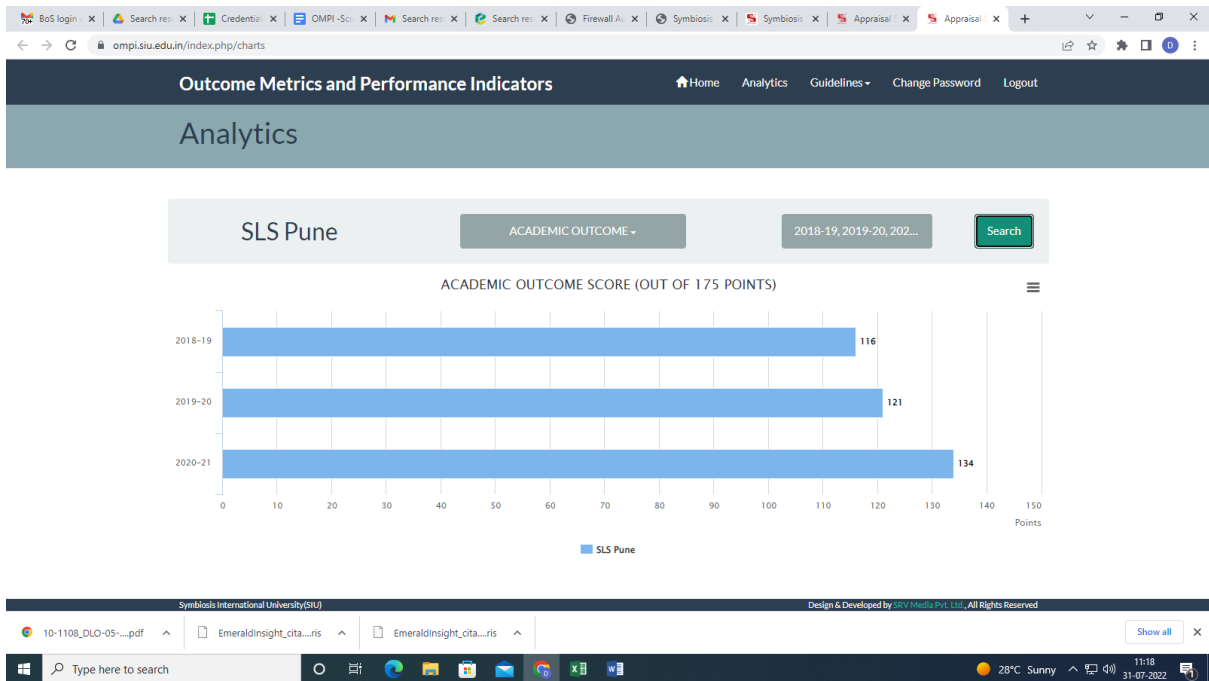 BoS login Search res Credential OMPI -Scr Search res Search res Firewall Au Symbiosis Symbiosis Appraisal Appraisal
ompi.siu.edu.in/index.php/charts
D
Outcome Metrics and Performance Indicators Home Analytics Guidelines Change Password Logout
Analytics
SLS Pune ACADEMIC OUTCOME 2018-19, 2019-20, 202... Search
ACADEMIC OUTCOME SCORE (OUT OF 175 POINTS)
2018-19 116
2019-20 121
2020-21 134
0 10 20 30 40 50 60 70 80 90 100 110 120 130 140 150
Points
SLS Pune
Symbiosis International University(SIU) Design & Developed by SRV Media Pvt. Ltd., All Rights Reserved
10-1108_DLO-05-....pdf EmeraldInsight_cita....ris EmeraldInsight_cita....ris Show all
Type here to search 28°C Sunny 11:18
31-07-2022